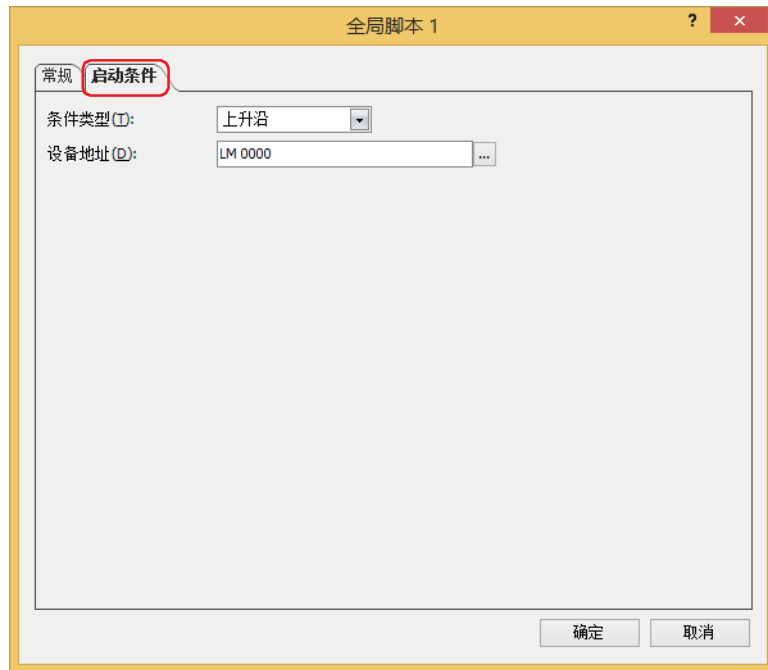 全局脚本 1
? ×
常规 启动条件
条件类型(T): 上升沿
设备地址(D): LM 0000 ...
确定 取消